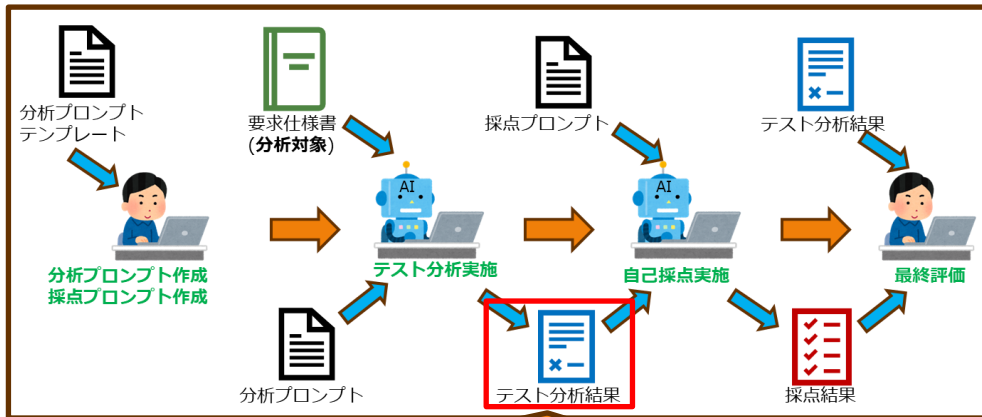 分析プロンプト
テンプレート
要求仕様書
(分析対象)
採点プロンプト
テスト分析結果
AI
AI
分析プロンプト作成
採点プロンプト作成
テスト分析実施
自己採点実施
最終評価
分析プロンプト
テスト分析結果
採点結果